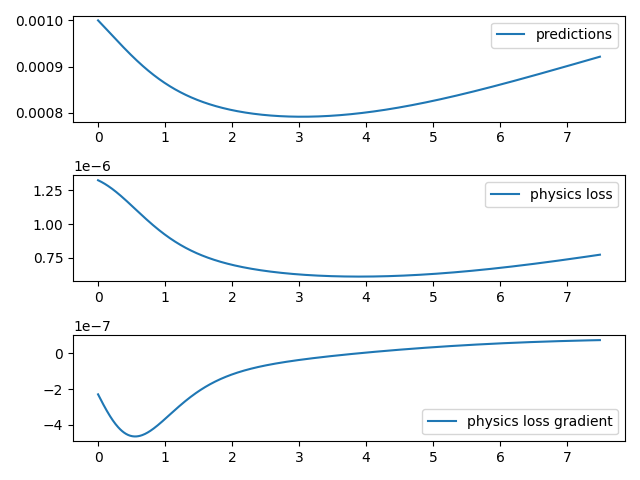 0.0010
0.0009
0.0008
predictions
0 1 2 3 4 5 6 7
1e−6
1.25
1.00
0.75
physics loss
0 1 2 3 4 5 6 7
1e−7
0
−2
−4
physics loss gradient
0 1 2 3 4 5 6 7